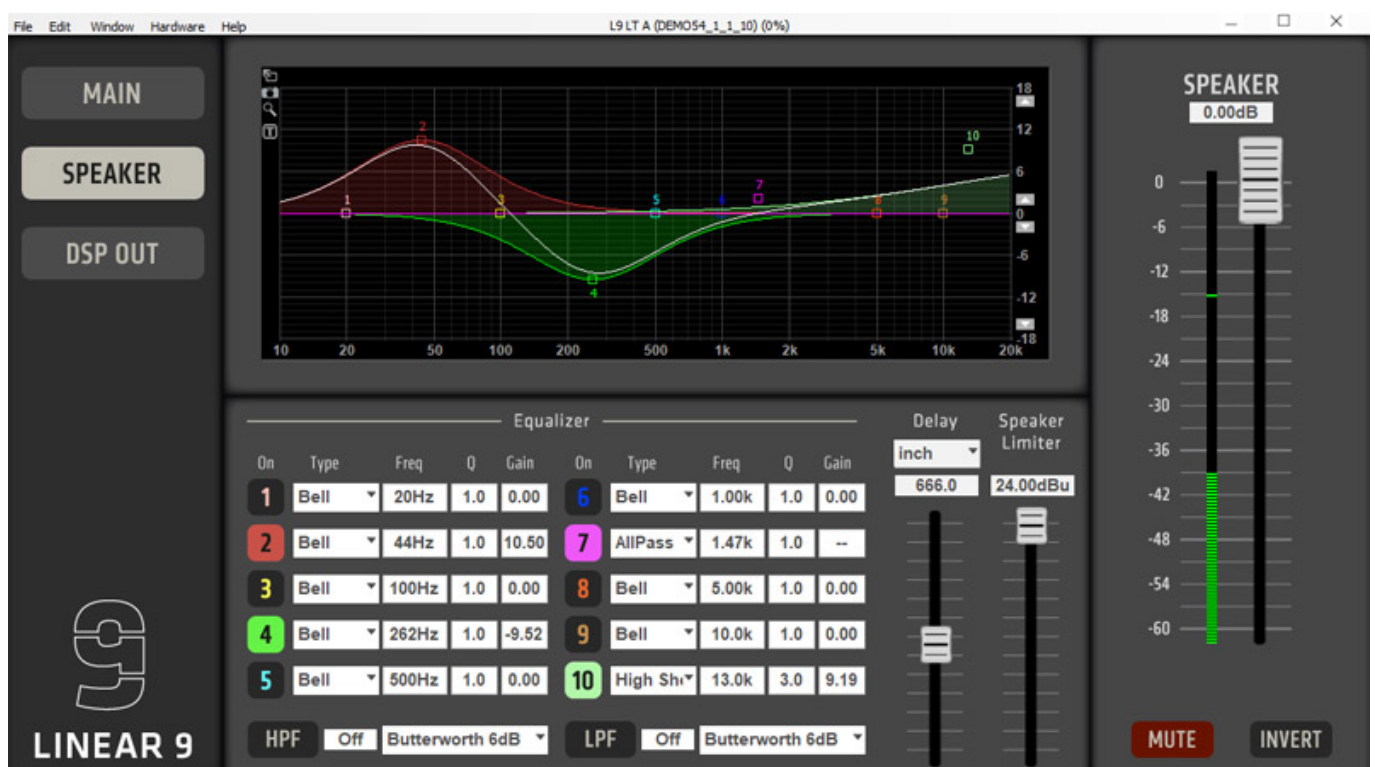 File Edit Window Hardware Help
L9 LT A (DEMO54_1_1_10) (0%)
MAIN
SPEAKER
DSP OUT
9
LINEAR 9
T
18
12
6
0
-6
-12
-18
1
2
3
4
5
6
7
8
9
10
10 20 50 100 200 500 1k 2k 5k 10k 20k
Equalizer
On Type Freq Q Gain On Type Freq Q Gain
1 Bell 20Hz 1.0 0.00 6 Bell 1.00k 1.0 0.00
2 Bell 44Hz 1.0 10.50 7 AllPass 1.47k 1.0 --
3 Bell 100Hz 1.0 0.00 8 Bell 5.00k 1.0 0.00
4 Bell 262Hz 1.0 -9.52 9 Bell 10.0k 1.0 0.00
5 Bell 500Hz 1.0 0.00 10 High Sh 13.0k 3.0 9.19
HPF Off Butterworth 6dB LPF Off Butterworth 6dB
Delay
inch
666.0
Speaker
Limiter
24.00dBu
SPEAKER
0.00dB
0
-6
-12
-18
-24
-30
-36
-42
-48
-54
-60
MUTE INVERT